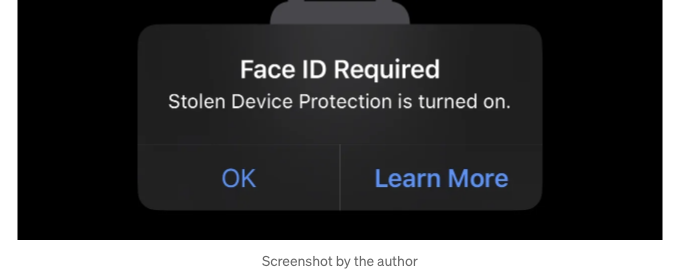 Face ID Required
Stolen Device Protection is turned on.
OK
Learn More
Screenshot by the author